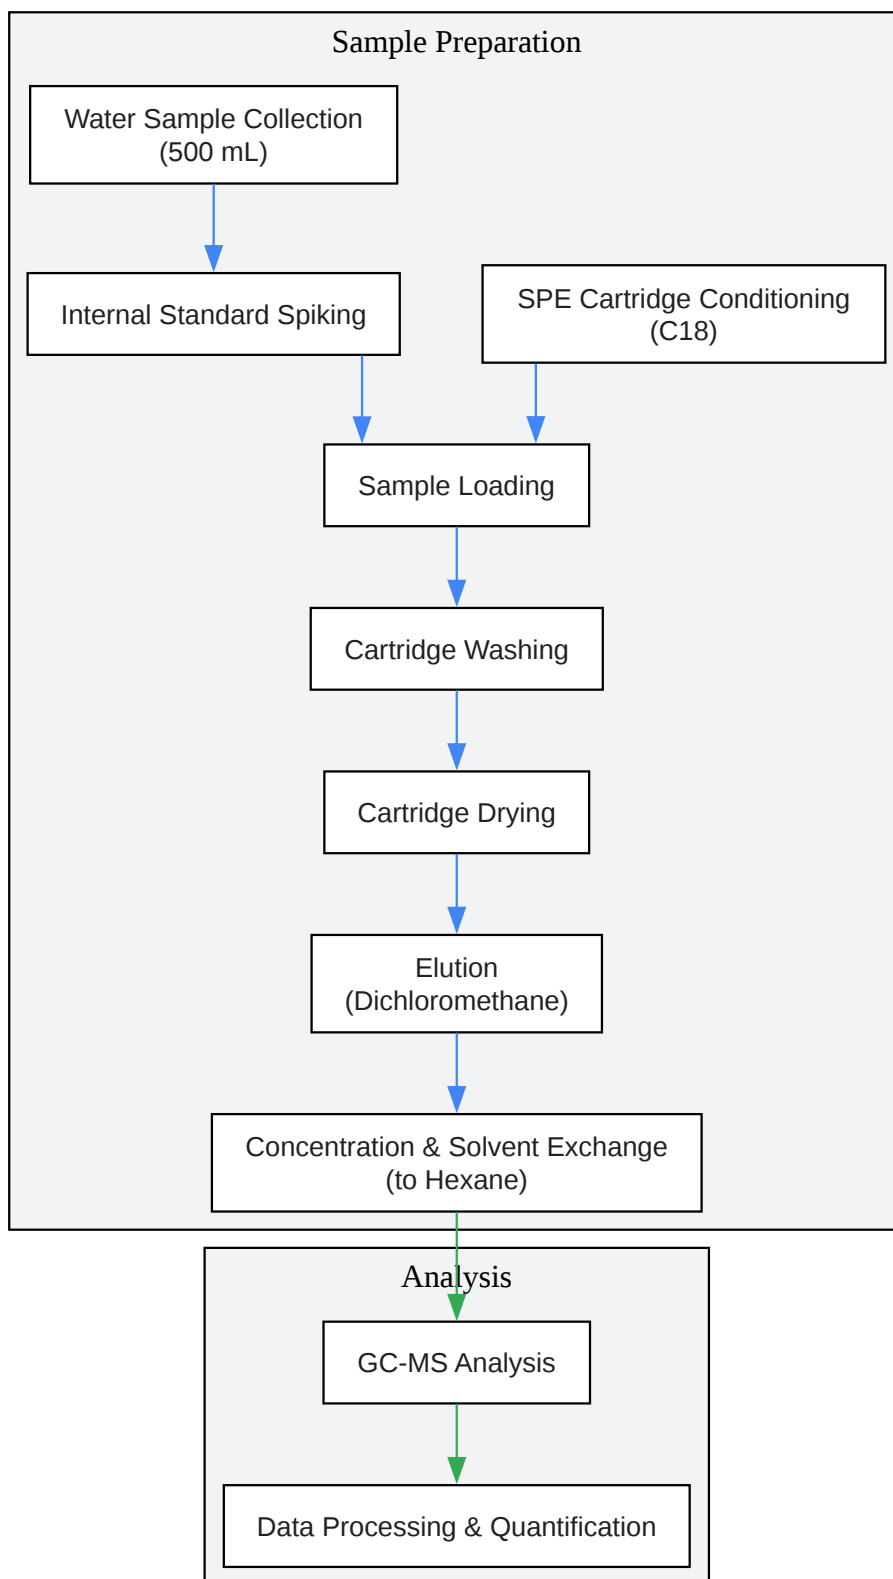 Sample Preparation
Water Sample Collection
(500 mL)
Internal Standard Spiking
SPE Cartridge Conditioning
(C18)
Sample Loading
Cartridge Washing
Cartridge Drying
Elution
(Dichloromethane)
Concentration & Solvent Exchange
(to Hexane)
Analysis
GC-MS Analysis
Data Processing & Quantification